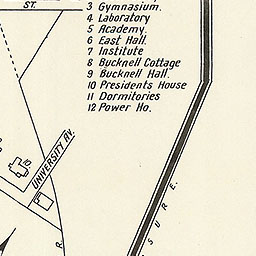 ST.
3 Gymnasium.
4 Laboratory
5 Academy.
6 East Hall.
7 Institute
8 Bucknell Cottage
9 Bucknell Hall.
10 Presidents House
11 Dormitories
12 Power Ho.
UNIVERSITY AV.
SURE.
R.